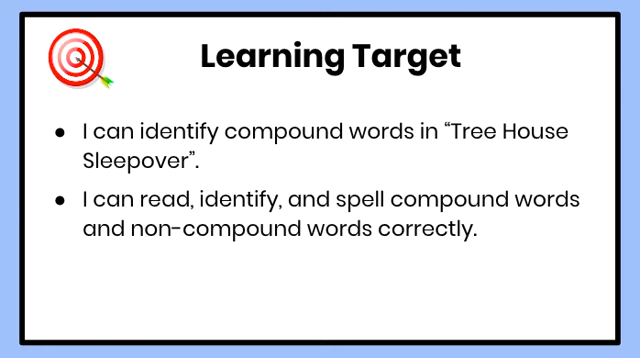 Learning Target
● I can identify compound words in “Tree House
Sleepover”.
● I can read, identify, and spell compound words
and non-compound words correctly.